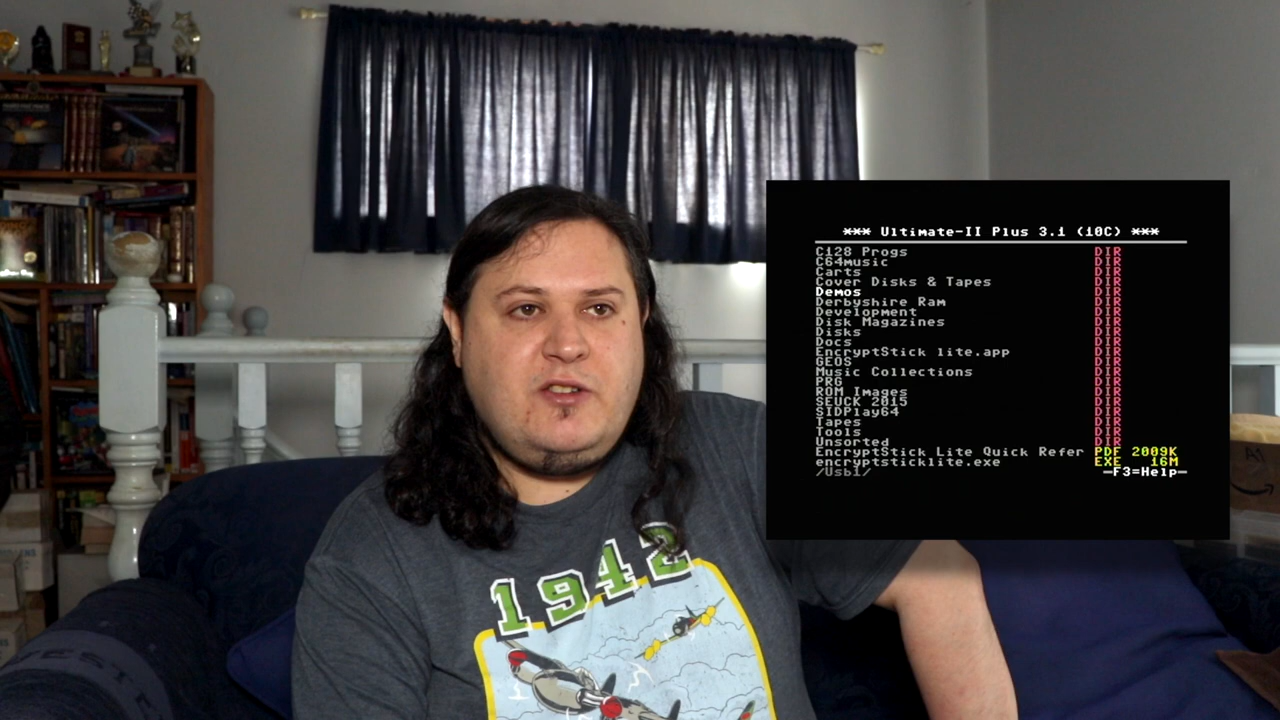 *** Ultimate-II Plus 3.1 (10C) ***
C128 Progs DIR
C64music DIR
Carts DIR
Cover Disks & Tapes DIR
Demos DIR
Derbyshire Ram DIR
Development DIR
Disk Magazines DIR
Disks DIR
Docs DIR
EncryptStick lite.app DIR
GEOS DIR
Music Collections DIR
PRG DIR
ROM Images DIR
SEUCK 2015 DIR
SIDPlay64 DIR
Tapes DIR
Tools DIR
Unsorted DIR
EncryptStick Lite Quick Refer PDF 2009K
encryptsticklite.exe EXE 16M
/Usb1/ F3=Help
1942